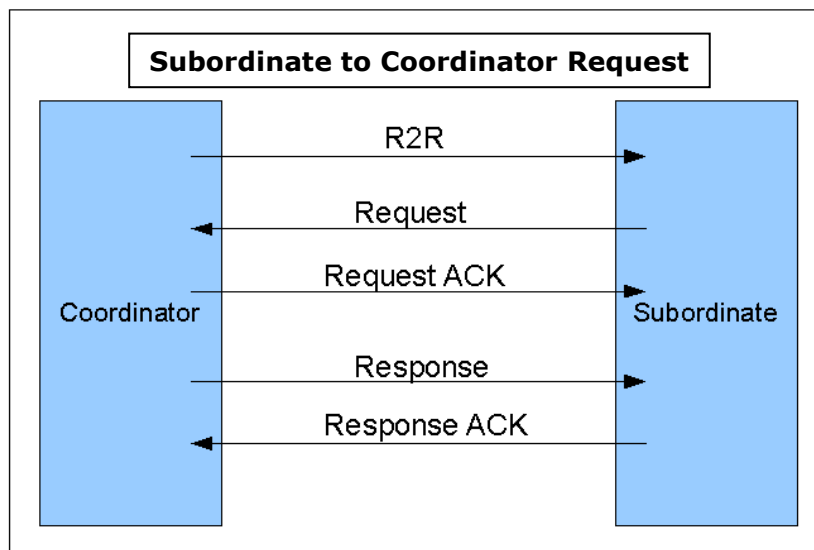 Subordinate to Coordinator Request
R2R
Request
Request ACK
Coordinator
Subordinate
Response
Response ACK